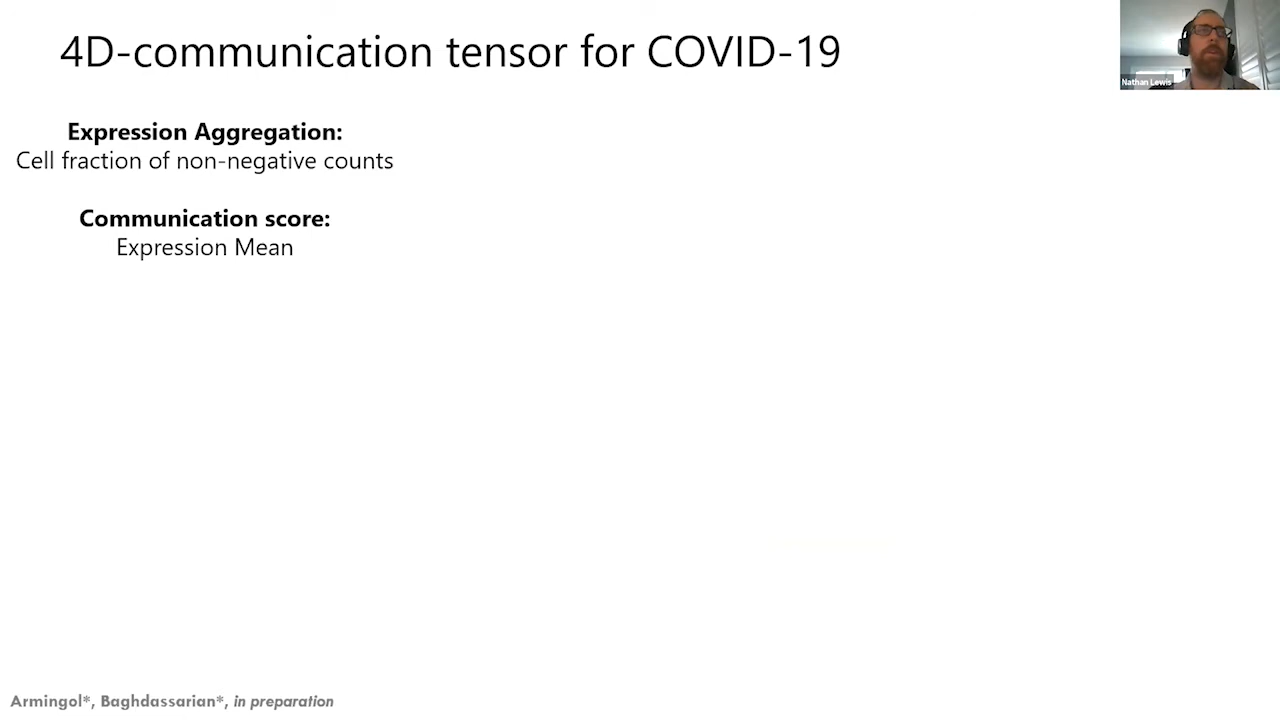 4D-communication tensor for COVID-19
Nathan Lewis
Expression Aggregation:
Cell fraction of non-negative counts
Communication score:
Expression Mean
Armingol*, Baghdassarian*, in preparation